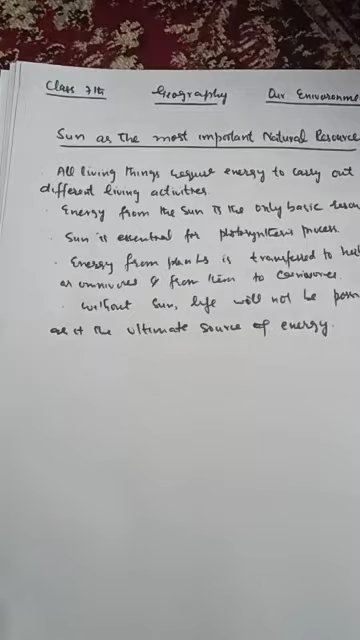 Class 7th Geography Our Enivaronme
Sun as the most important Natural Resource
· All living things require energy to carry out
different living activities.
· Energy from the Sun is the only basic
· Sun is essential for photosynthesis process.
· Energy from plants is transferred to
as omnivores & from them to carnivores.
· without Sun, life will not be
as it the ultimate source of energy.